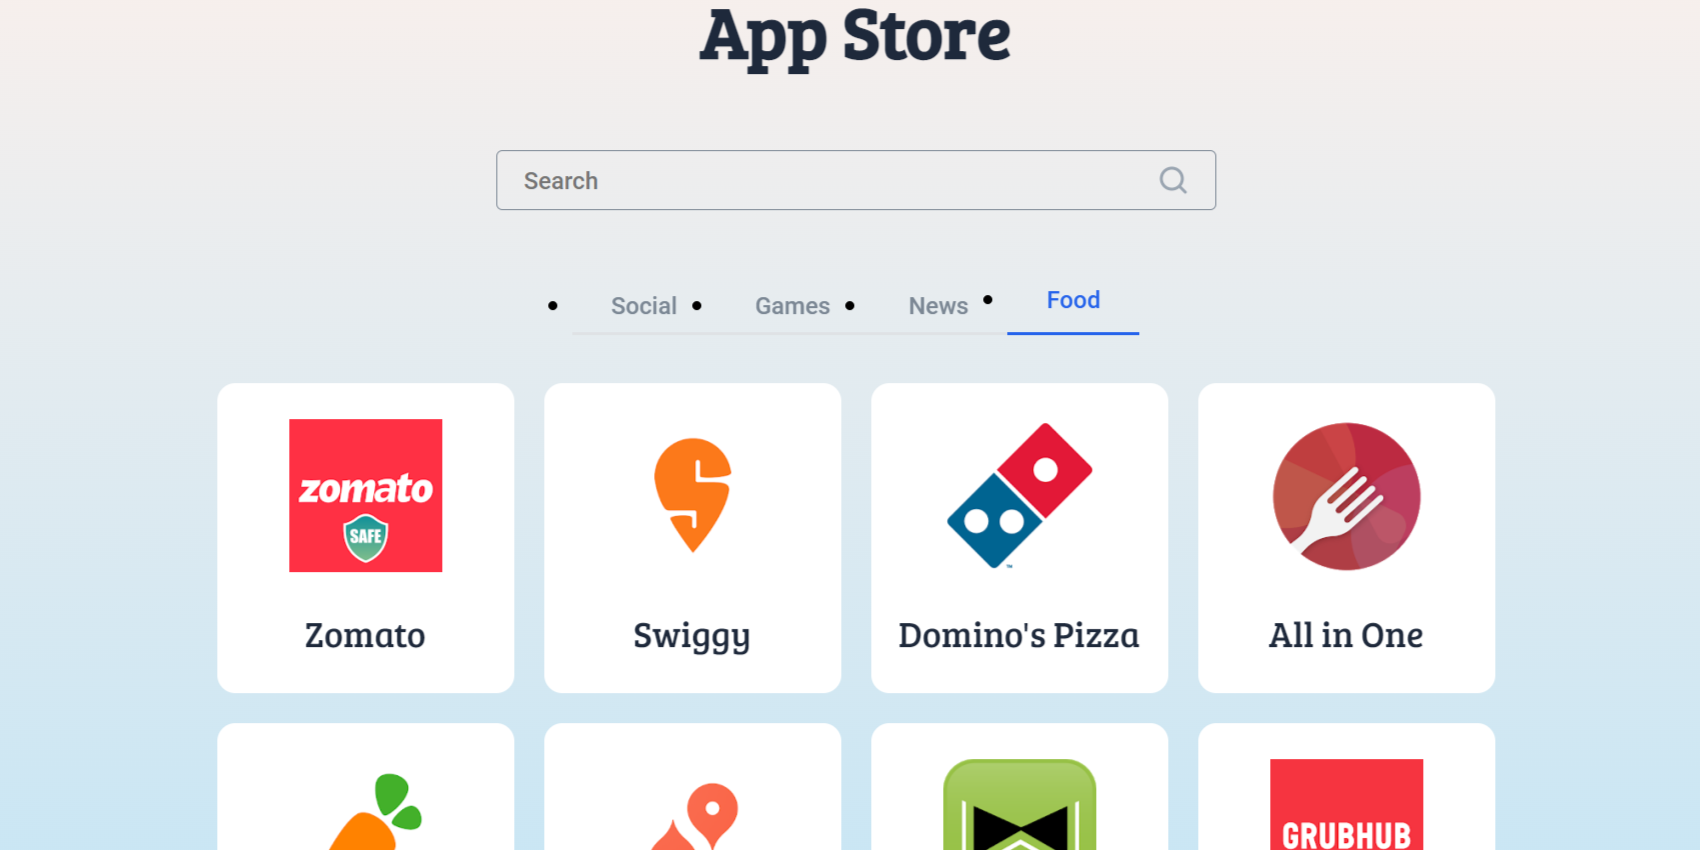 App Store
Search
Social
Games
News
Food
zomato
SAFE
Zomato
Swiggy
Domino's Pizza
All in One
GRUBHUB